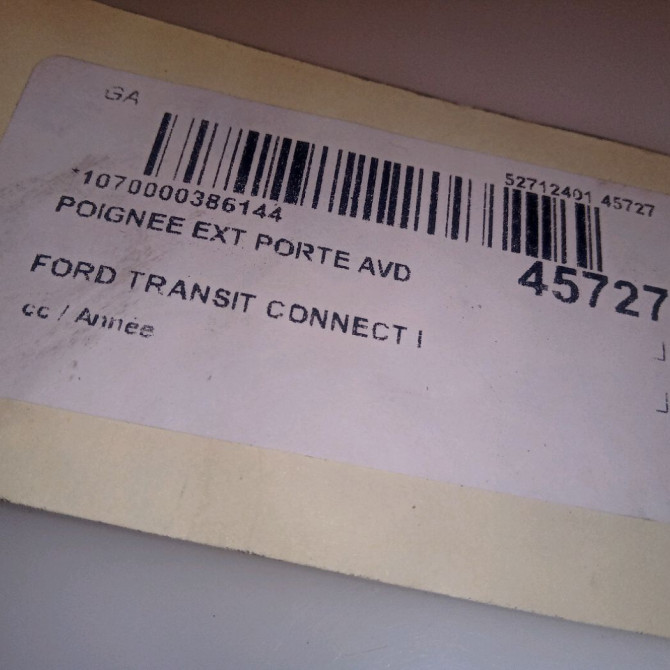 GA
52712401 45727
*1070000386144
POIGNEE EXT PORTE AVD
45727
FORD TRANSIT CONNECT I
cc / Année